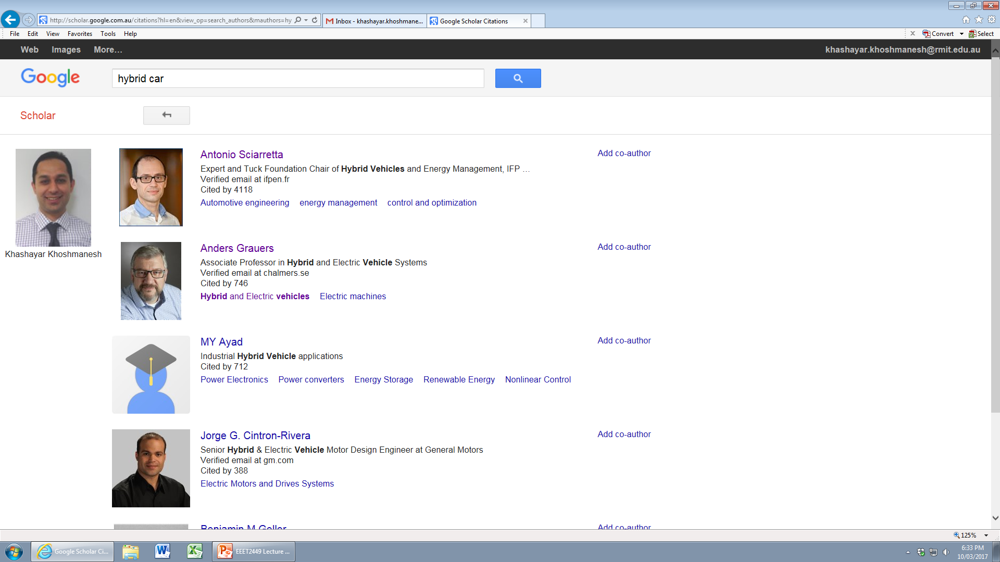 http://scholar.google.com.au/citations?hl=en&view_op=search_authors&mauthors=hy
Inbox - khashayar.khoshmane...
Google Scholar Citations
File Edit View Favorites Tools Help
Convert Select
Web Images More...
khashayar.khoshmanesh@rmit.edu.au
Google
hybrid car
Scholar
Khashayar Khoshmanesh
Antonio Sciarretta
Add co-author
Expert and Tuck Foundation Chair of Hybrid Vehicles and Energy Management, IFP ...
Verified email at ifpen.fr
Cited by 4118
Automotive engineering energy management control and optimization
Anders Grauers
Add co-author
Associate Professor in Hybrid and Electric Vehicle Systems
Verified email at chalmers.se
Cited by 746
Hybrid and Electric vehicles Electric machines
MY Ayad
Add co-author
Industrial Hybrid Vehicle applications
Cited by 712
Power Electronics Power converters Energy Storage Renewable Energy Nonlinear Control
Jorge G. Cintron-Rivera
Add co-author
Senior Hybrid & Electric Vehicle Motor Design Engineer at General Motors
Verified email at gm.com
Cited by 388
Electric Motors and Drives Systems
Benjamin M Geller
Add co-author
125%
Google Scholar Ci...
EEET2449 Lecture ...
6:33 PM
10/03/2017